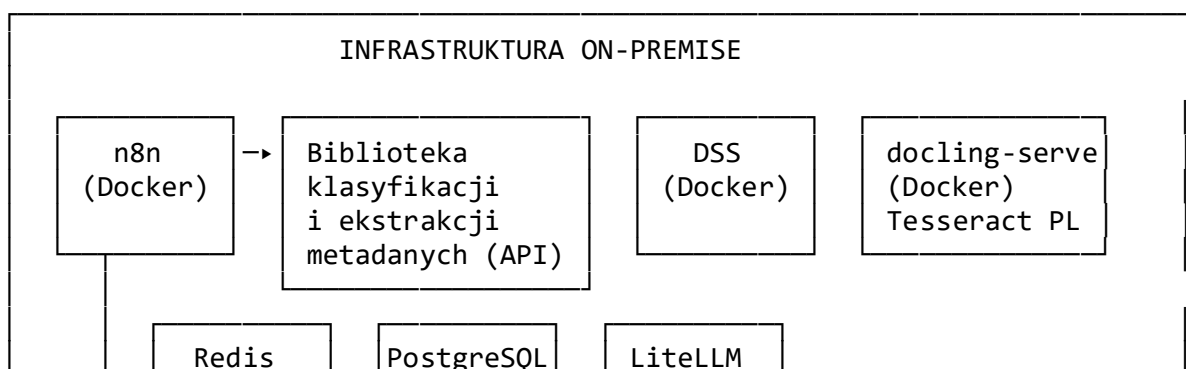 INFRASTRUKTURA ON-PREMISE
n8n
(Docker)
Biblioteka
klasyfikacji
i ekstrakcji
metadanych (API)
DSS
(Docker)
docling-serve
(Docker)
Tesseract PL
Redis
PostgreSQL
LiteLLM